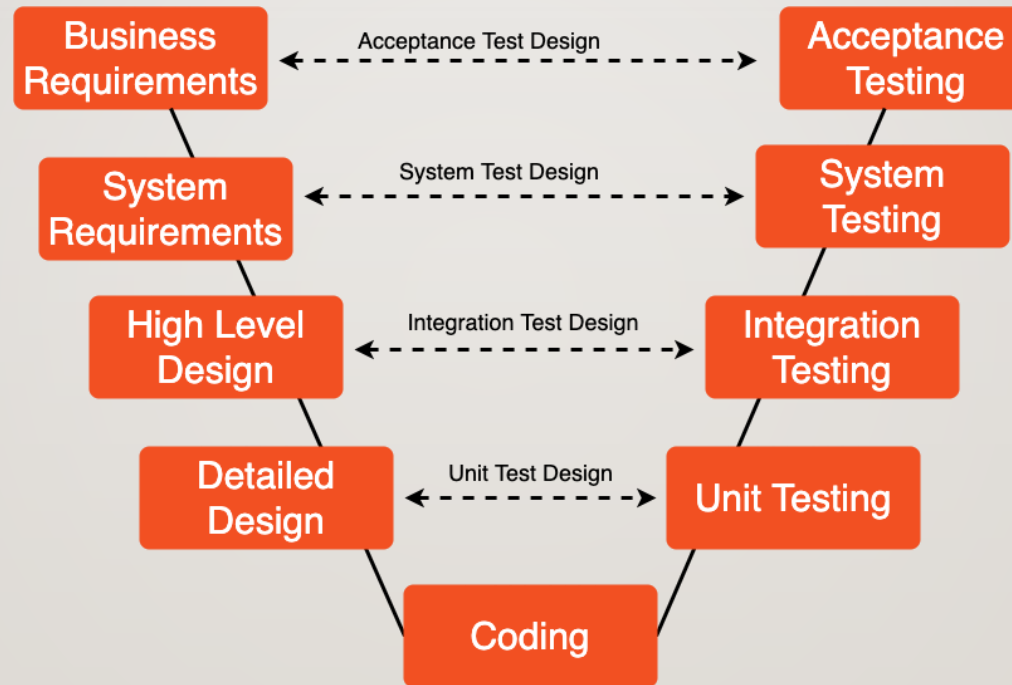 Business
Requirements
Acceptance Test Design
Acceptance
Testing
System
Requirements
System Test Design
System
Testing
High Level
Design
Integration Test Design
Integration
Testing
Detailed
Design
Unit Test Design
Unit Testing
Coding